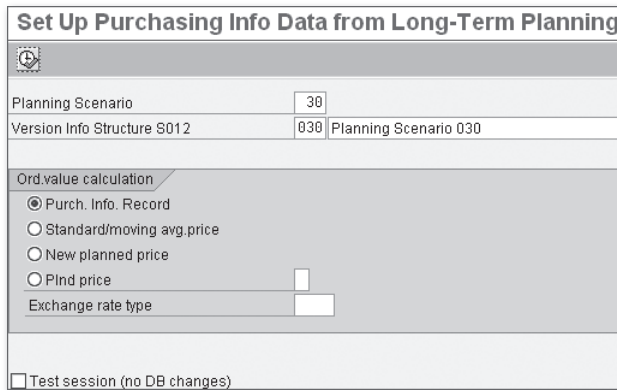 Set Up Purchasing Info Data from Long-Term Planning
Planning Scenario 30
Version Info Structure S012 030 Planning Scenario 030
Ord.value calculation
Purch. Info. Record
Standard/moving avg.price
New planned price
Plnd price
Exchange rate type
Test session (no DB changes)